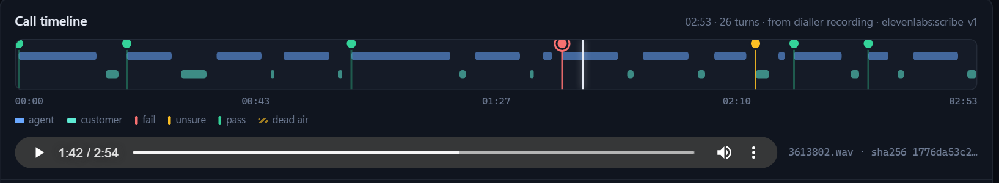 Call timeline
02:53 · 26 turns · from dialler recording · elevenlabs:scribe_v1
00:00 00:43 01:27 02:10 02:53
agent customer fail unsure pass dead air
1:42 / 2:54
3613802.wav · sha256 1776da53c2…